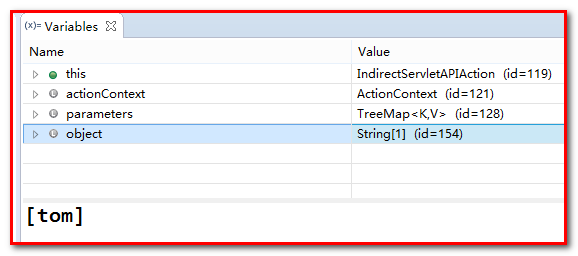 (x)= Variables
Name Value
this IndirectServletAPIAction (id=119)
actionContext ActionContext (id=121)
parameters TreeMap<K,V> (id=128)
object String[1] (id=154)
[tom]